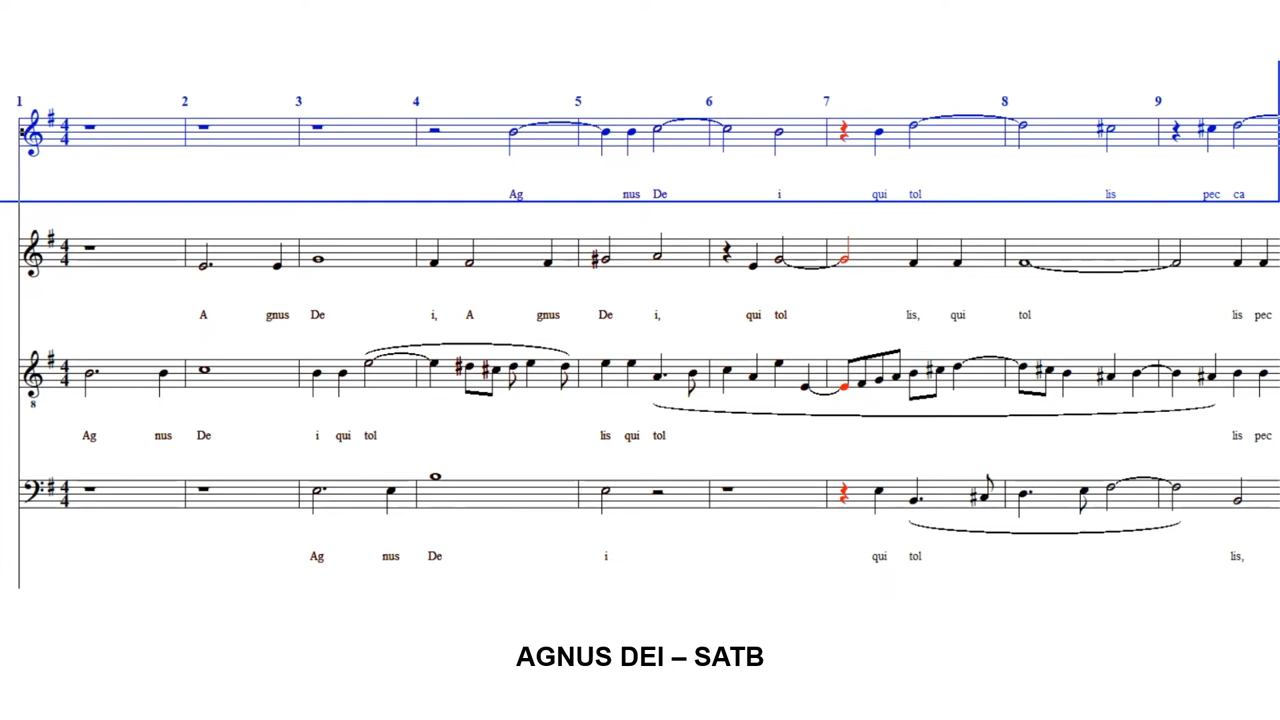 1 2 3 4 5 6 7 8 9
Ag nus De i qui tol lis pec ca
A gnus De i, A gnus De i, qui tol lis, qui tol lis pec
8
Ag nus De i qui tol lis qui tol lis pec
Ag nus De i qui tol lis,
AGNUS DEI – SATB